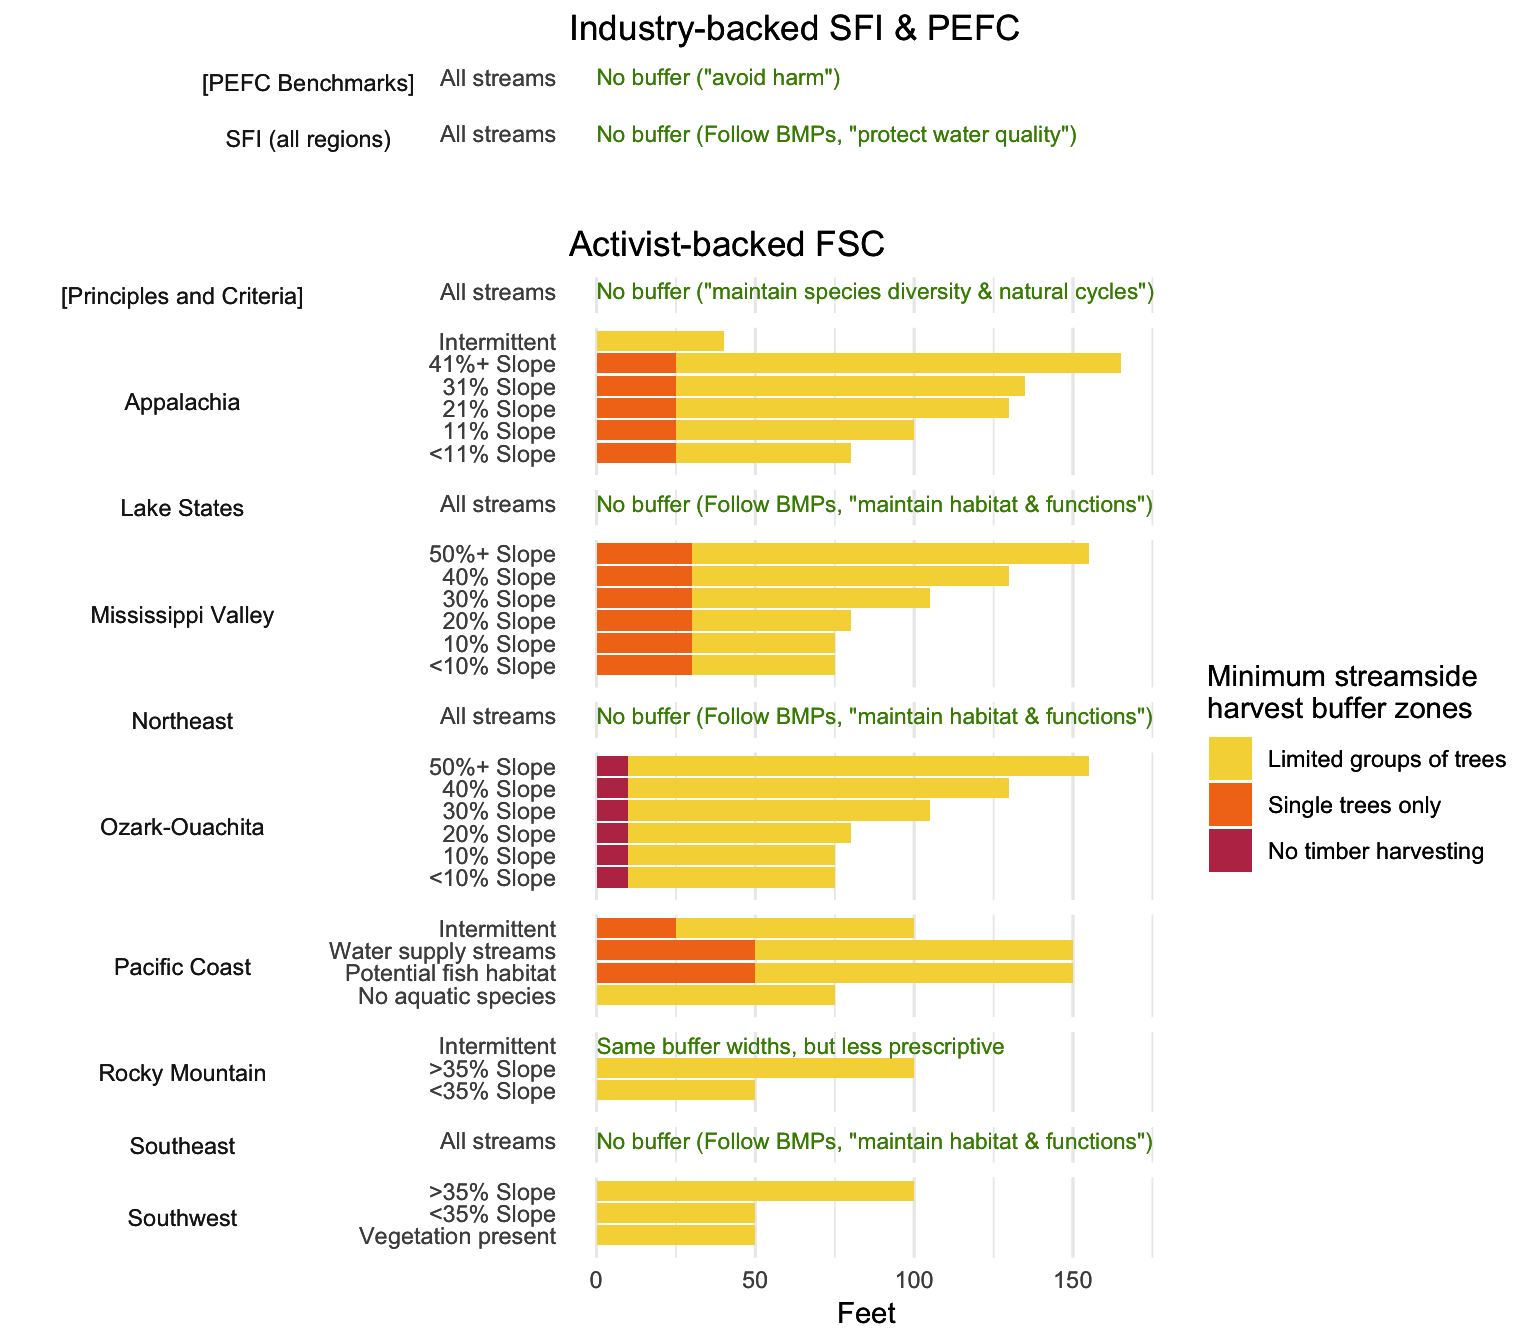 Industry-backed SFI & PEFC
[PEFC Benchmarks] All streams No buffer ("avoid harm")
SFI (all regions) All streams No buffer (Follow BMPs, "protect water quality")
Activist-backed FSC
[Principles and Criteria] All streams No buffer ("maintain species diversity & natural cycles")
Appalachia
Intermittent
41%+ Slope
31% Slope
21% Slope
11% Slope
<11% Slope
Lake States All streams No buffer (Follow BMPs, "maintain habitat & functions")
Mississippi Valley
50%+ Slope
40% Slope
30% Slope
20% Slope
10% Slope
<10% Slope
Northeast All streams No buffer (Follow BMPs, "maintain habitat & functions")
Ozark-Ouachita
50%+ Slope
40% Slope
30% Slope
20% Slope
10% Slope
<10% Slope
Pacific Coast
Intermittent
Water supply streams
Potential fish habitat
No aquatic species
Rocky Mountain
Intermittent Same buffer widths, but less prescriptive
>35% Slope
<35% Slope
Southeast All streams No buffer (Follow BMPs, "maintain habitat & functions")
Southwest
>35% Slope
<35% Slope
Vegetation present
0 50 100 150
Feet
Minimum streamside
harvest buffer zones
Limited groups of trees
Single trees only
No timber harvesting